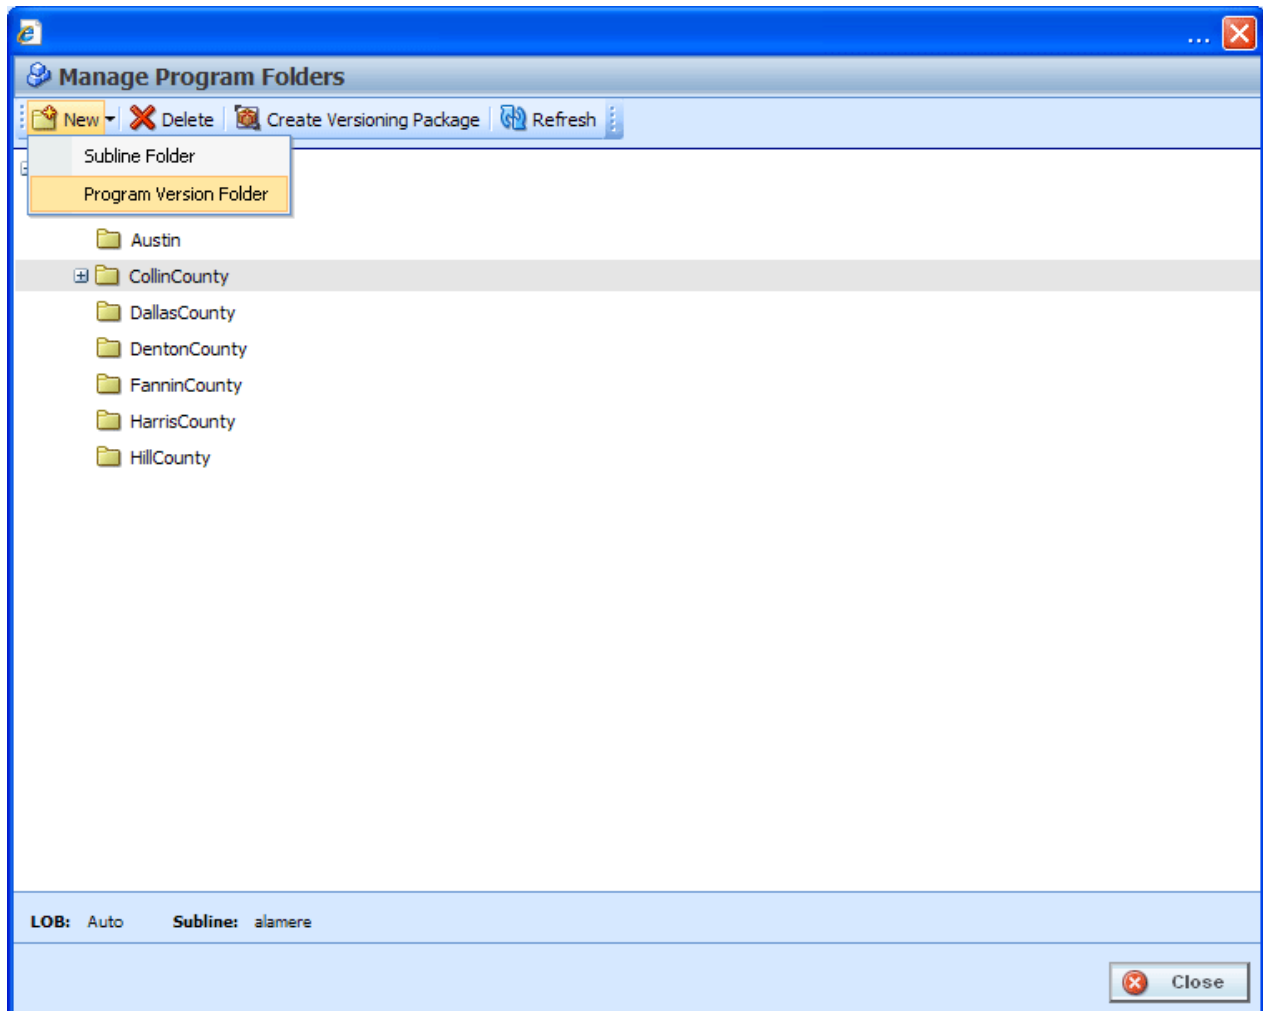 ...
Manage Program Folders
New Delete Create Versioning Package Refresh
Subline Folder
Program Version Folder
Austin
CollinCounty
DallasCounty
DentonCounty
FanninCounty
HarrisCounty
HillCounty
LOB: Auto Subline: alamere
Close